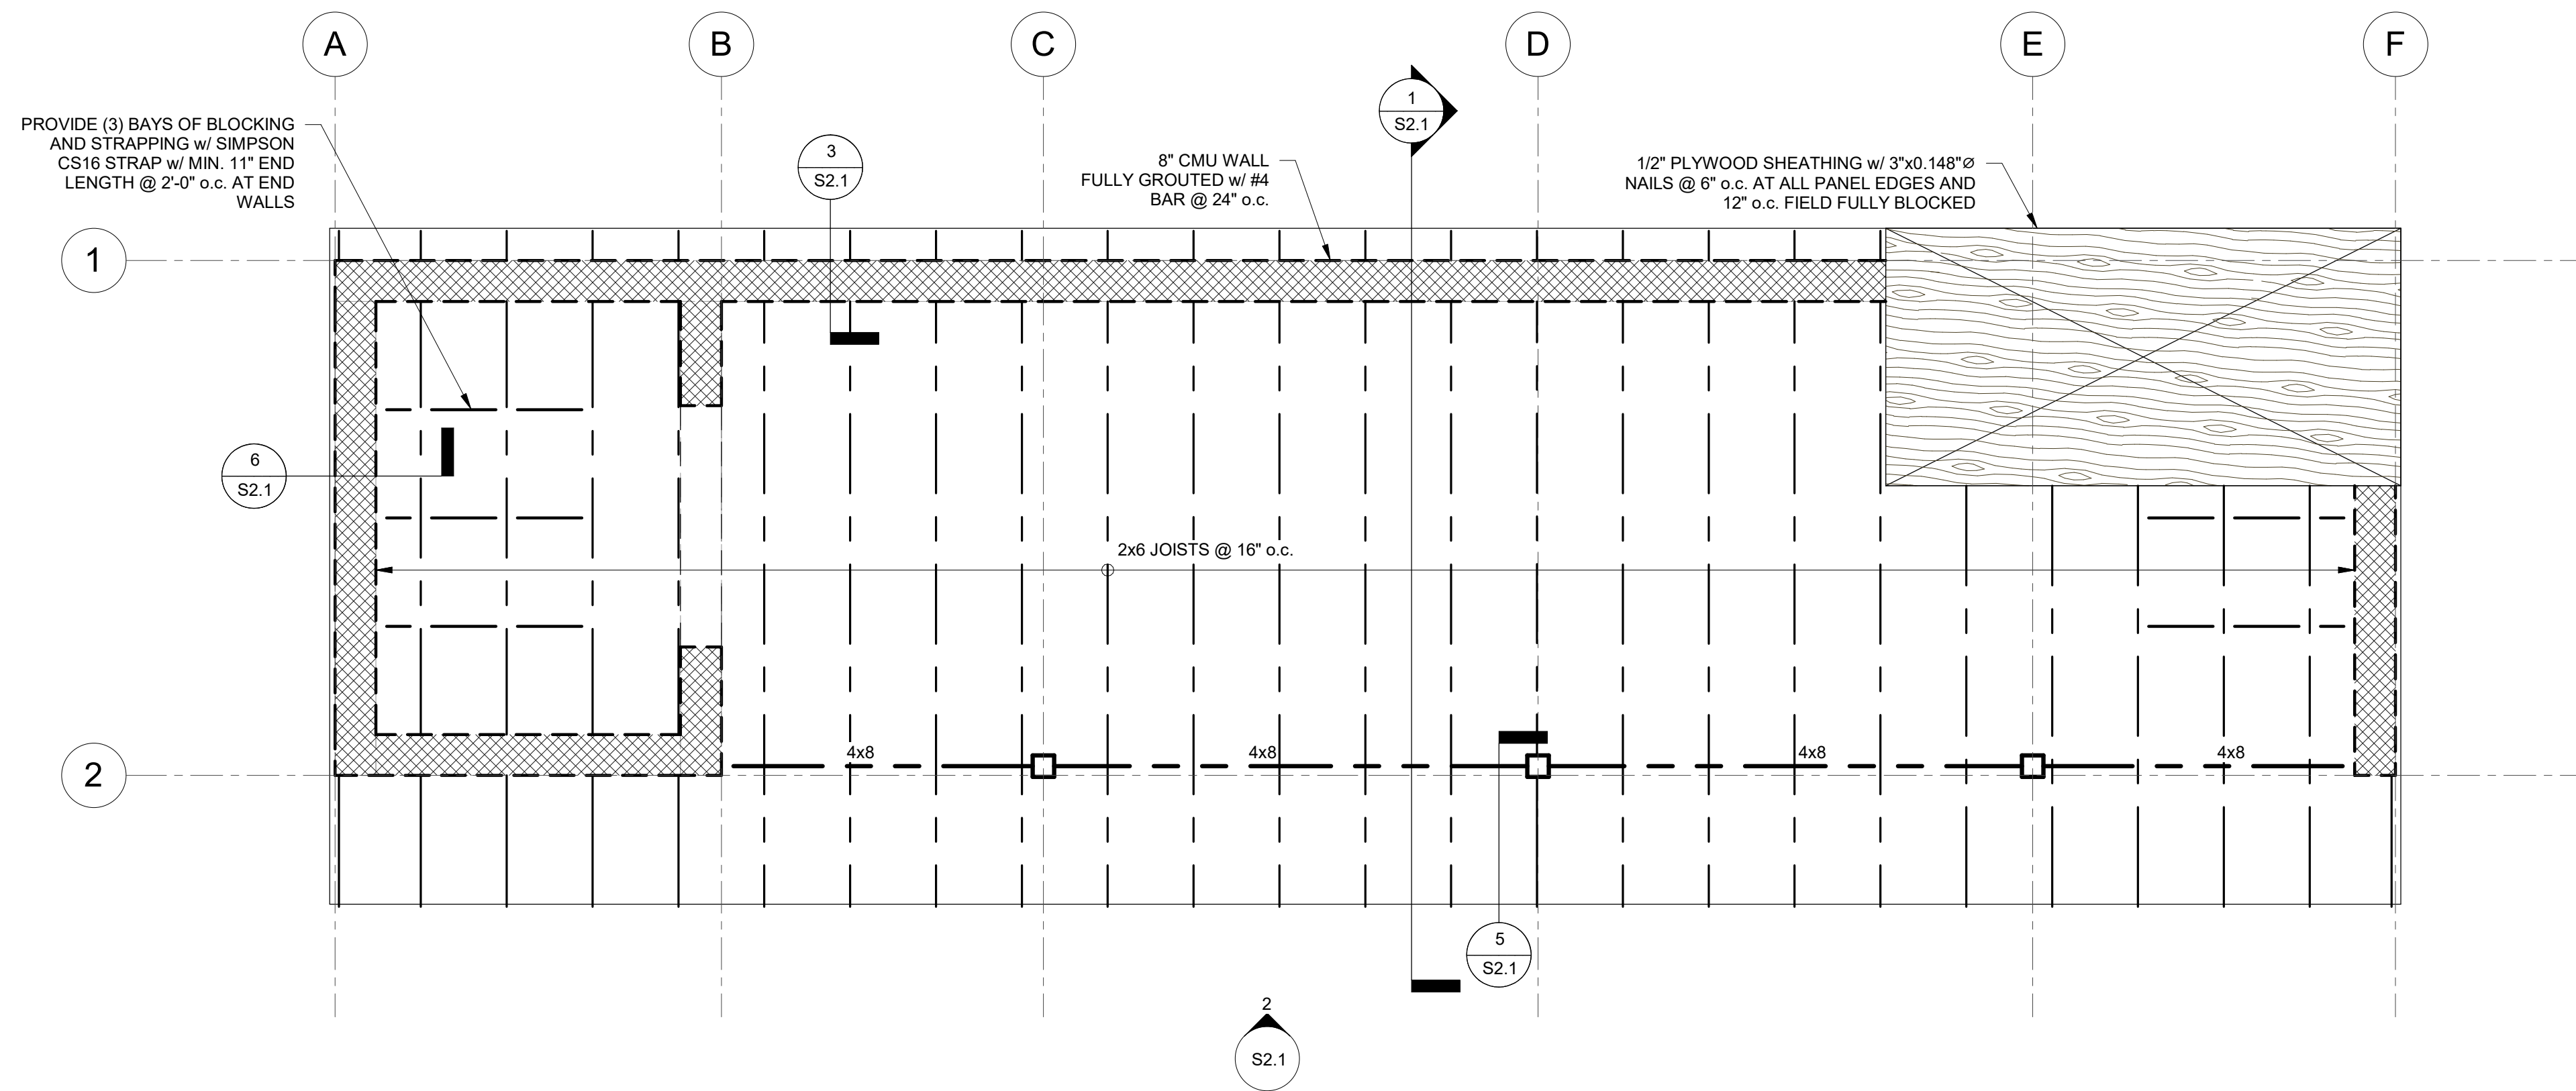 A
B
C
D
E
F
PROVIDE (3) BAYS OF BLOCKING
AND STRAPPING w/ SIMPSON
CS16 STRAP w/ MIN. 11" END
LENGTH @ 2'-0" o.c. AT END
WALLS
3
S2.1
8" CMU WALL
FULLY GROUTED w/ #4
BAR @ 24" o.c.
1
S2.1
1/2" PLYWOOD SHEATHING w/ 3"x0.148"Ø
NAILS @ 6" o.c. AT ALL PANEL EDGES AND
12" o.c. FIELD FULLY BLOCKED
1
6
S2.1
2x6 JOISTS @ 16" o.c.
2
4x8
4x8
4x8
4x8
5
S2.1
2
S2.1